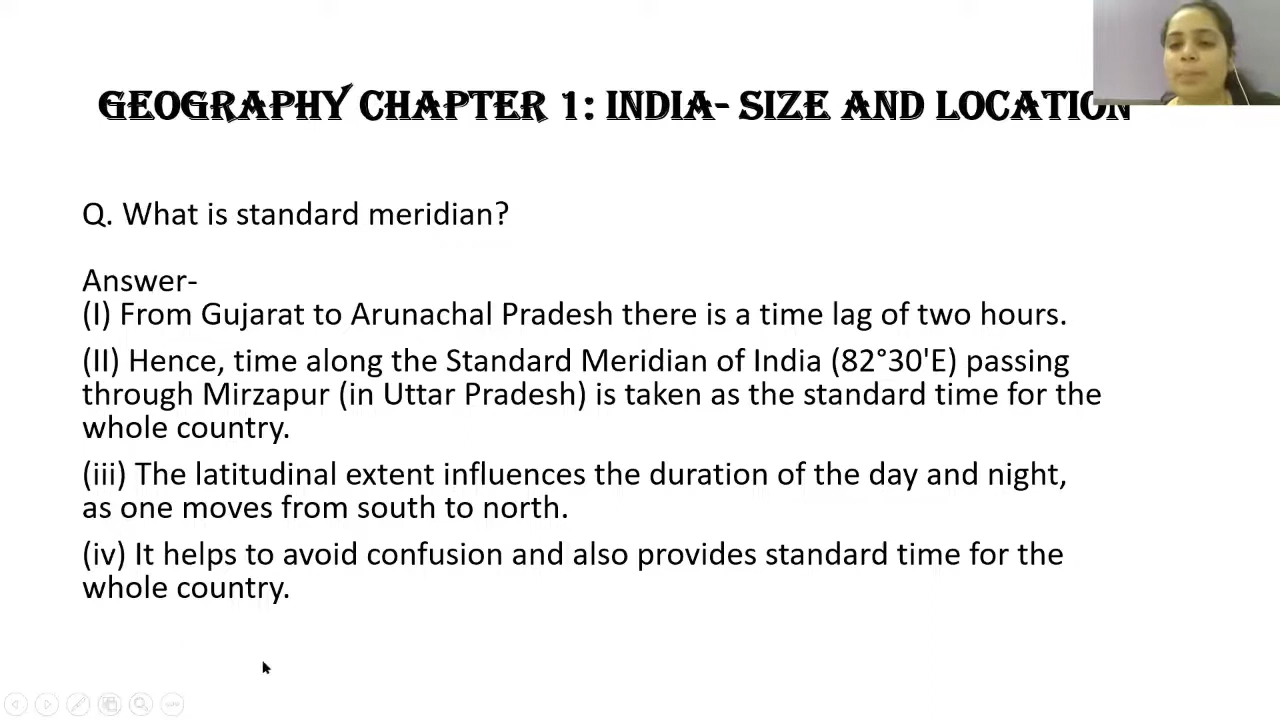 GEOGRAPHY CHAPTER 1: INDIA- SIZE AND LOCATION
Q. What is standard meridian?
Answer-
(I) From Gujarat to Arunachal Pradesh there is a time lag of two hours.
(II) Hence, time along the Standard Meridian of India (82°30'E) passing
through Mirzapur (in Uttar Pradesh) is taken as the standard time for the
whole country.
(iii) The latitudinal extent influences the duration of the day and night,
as one moves from south to north.
(iv) It helps to avoid confusion and also provides standard time for the
whole country.